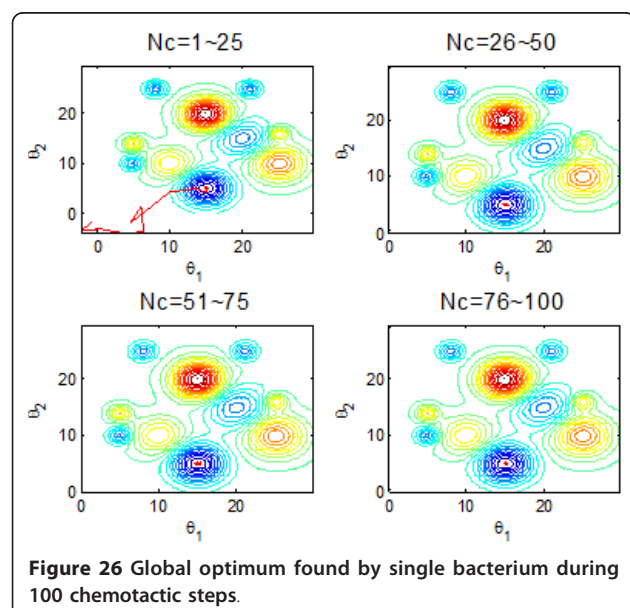 Nc=1~25
Nc=26~50
20
10
0
θ2
0
10
20
θ1
20
10
0
θ2
0
10
20
θ1
Nc=51~75
Nc=76~100
20
10
0
θ2
0
10
20
θ1
20
10
0
θ2
0
10
20
θ1
Figure 26 Global optimum found by single bacterium during
100 chemotactic steps.